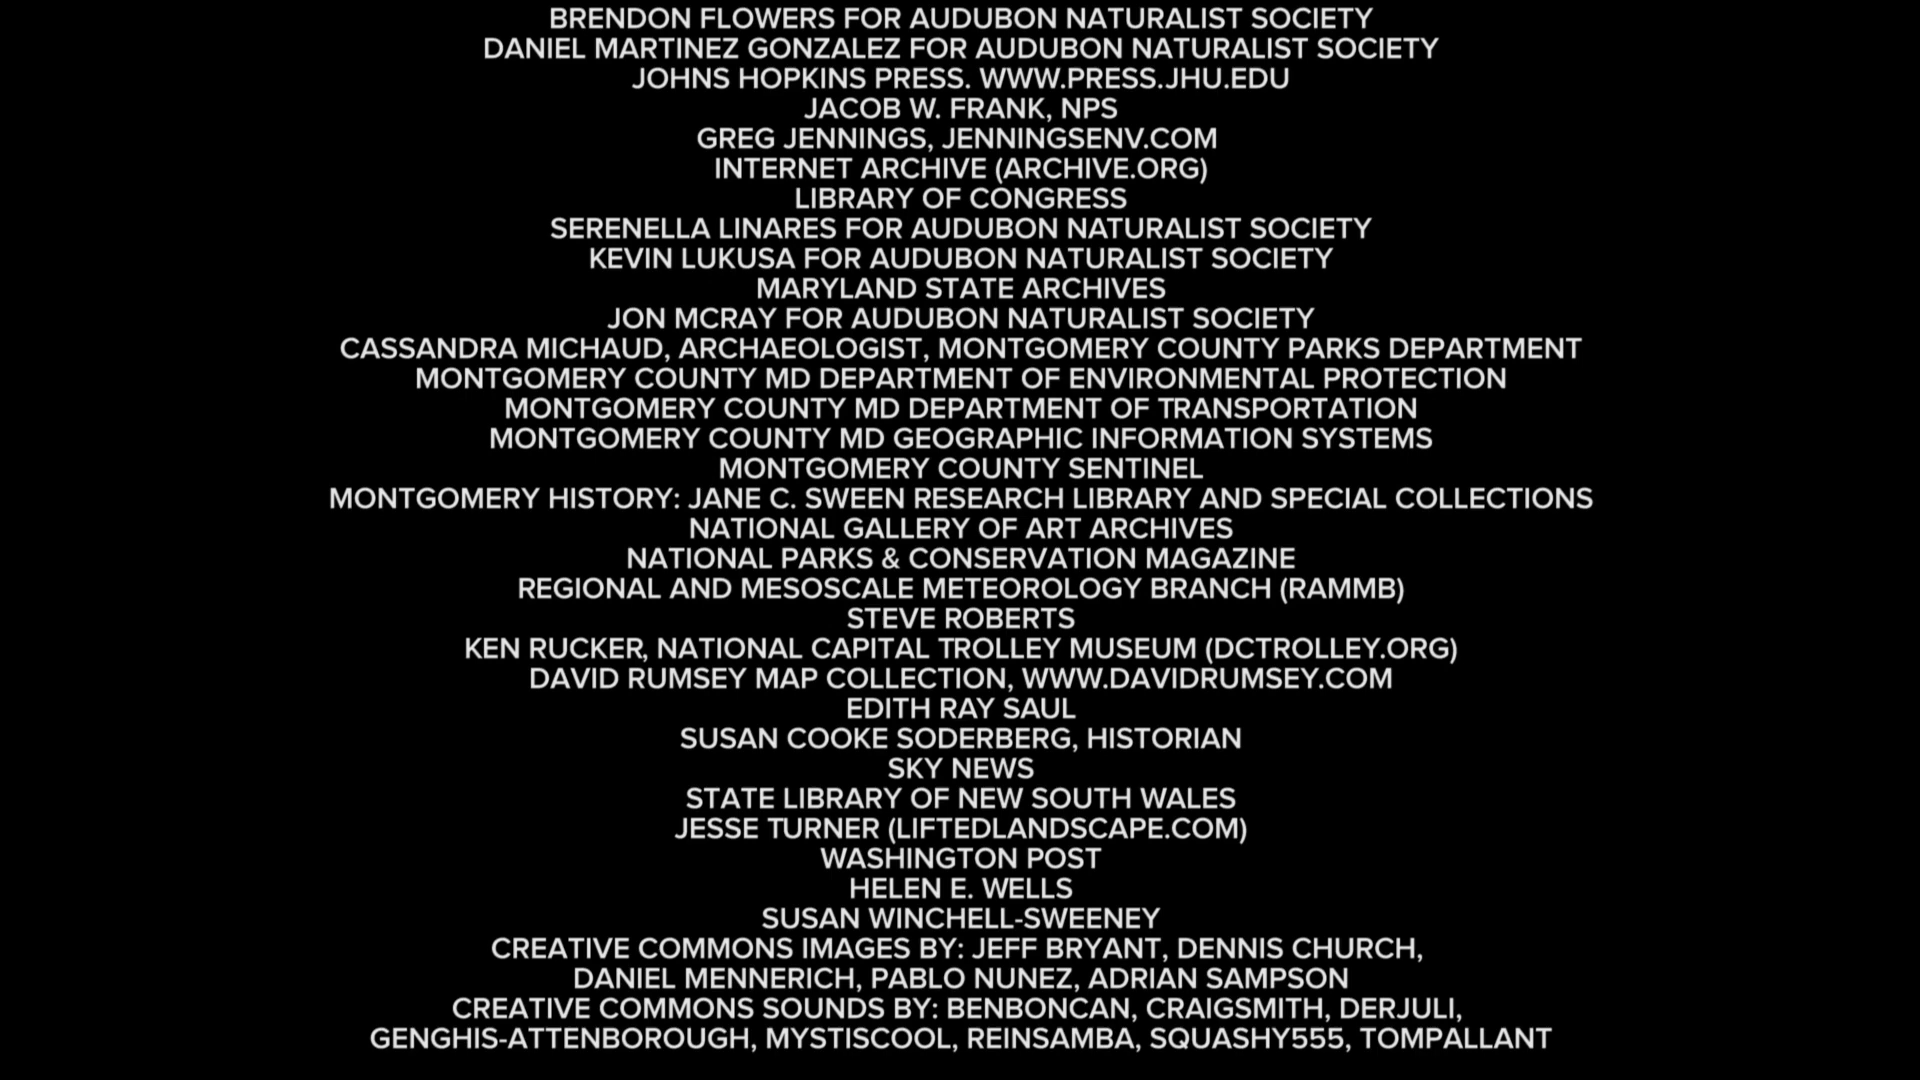 BRENDON FLOWERS FOR AUDUBON NATURALIST SOCIETY
DANIEL MARTINEZ GONZALEZ FOR AUDUBON NATURALIST SOCIETY
JOHNS HOPKINS PRESS. WWW.PRESS.JHU.EDU
JACOB W. FRANK, NPS
GREG JENNINGS, JENNINGSENV.COM
INTERNET ARCHIVE (ARCHIVE.ORG)
LIBRARY OF CONGRESS
SERENELLA LINARES FOR AUDUBON NATURALIST SOCIETY
KEVIN LUKUSA FOR AUDUBON NATURALIST SOCIETY
MARYLAND STATE ARCHIVES
JON MCRAY FOR AUDUBON NATURALIST SOCIETY
CASSANDRA MICHAUD, ARCHAEOLOGIST, MONTGOMERY COUNTY PARKS DEPARTMENT
MONTGOMERY COUNTY MD DEPARTMENT OF ENVIRONMENTAL PROTECTION
MONTGOMERY COUNTY MD DEPARTMENT OF TRANSPORTATION
MONTGOMERY COUNTY MD GEOGRAPHIC INFORMATION SYSTEMS
MONTGOMERY COUNTY SENTINEL
MONTGOMERY HISTORY: JANE C. SWEEN RESEARCH LIBRARY AND SPECIAL COLLECTIONS
NATIONAL GALLERY OF ART ARCHIVES
NATIONAL PARKS & CONSERVATION MAGAZINE
REGIONAL AND MESOSCALE METEOROLOGY BRANCH (RAMMB)
STEVE ROBERTS
KEN RUCKER, NATIONAL CAPITAL TROLLEY MUSEUM (DCTROLLEY.ORG)
DAVID RUMSEY MAP COLLECTION, WWW.DAVIDRUMSEY.COM
EDITH RAY SAUL
SUSAN COOKE SODERBERG, HISTORIAN
SKY NEWS
STATE LIBRARY OF NEW SOUTH WALES
JESSE TURNER (LIFTEDLANDSCAPE.COM)
WASHINGTON POST
HELEN E. WELLS
SUSAN WINCHELL-SWEENEY
CREATIVE COMMONS IMAGES BY: JEFF BRYANT, DENNIS CHURCH,
DANIEL MENNERICH, PABLO NUNEZ, ADRIAN SAMPSON
CREATIVE COMMONS SOUNDS BY: BENBONCAN, CRAIGSMITH, DERJULI,
GENGHIS-ATTENBOROUGH, MYSTISCOOL, REINSAMBA, SQUASHY555, TOMPALLANT